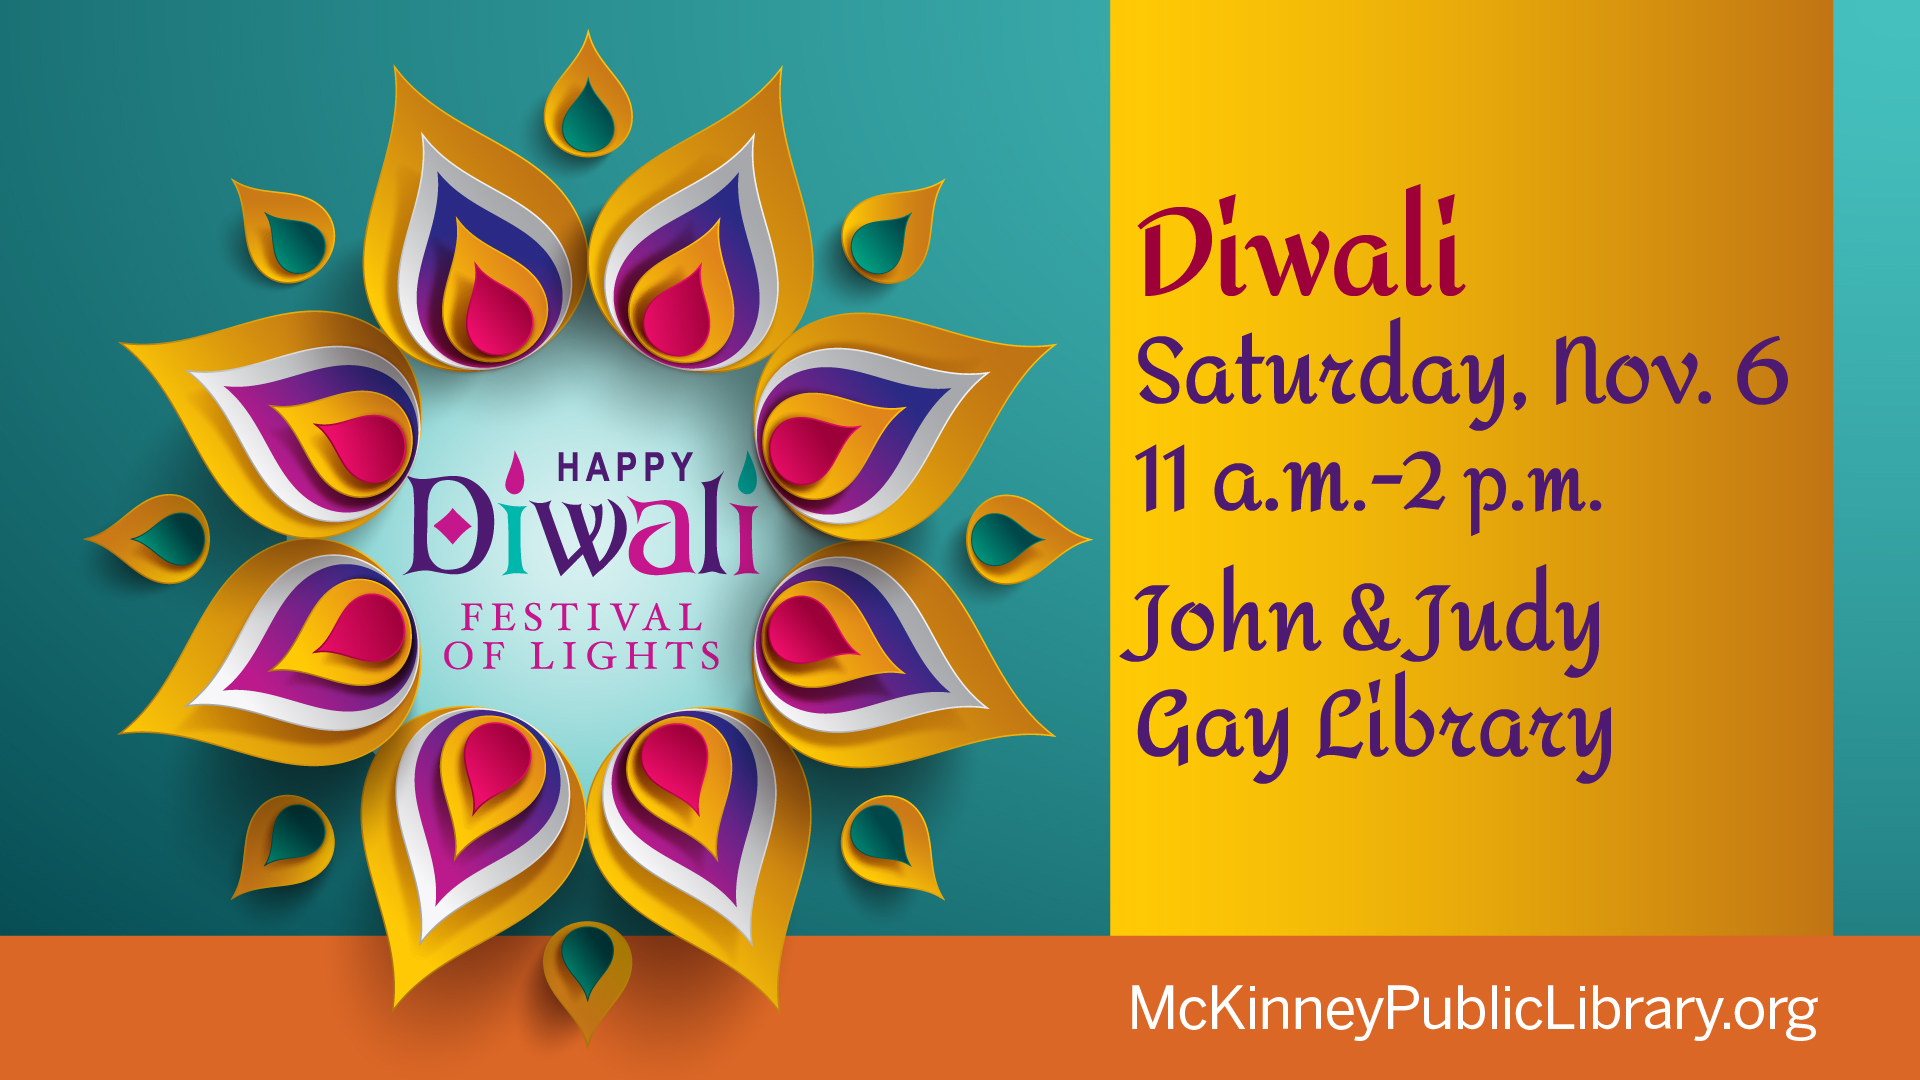 HAPPY
Diwali
FESTIVAL
OF LIGHTS
Diwali
Saturday, Nov. 6
11 a.m.-2 p.m.
John & Judy
Gay Library
McKinneyPublicLibrary.org